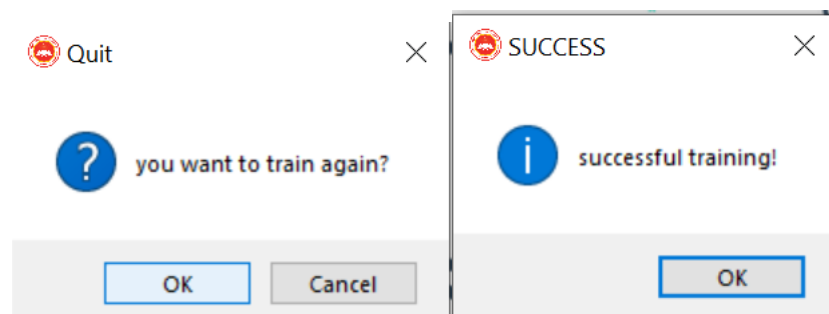 Quit
you want to train again?
OK
Cancel
SUCCESS
successful training!
OK